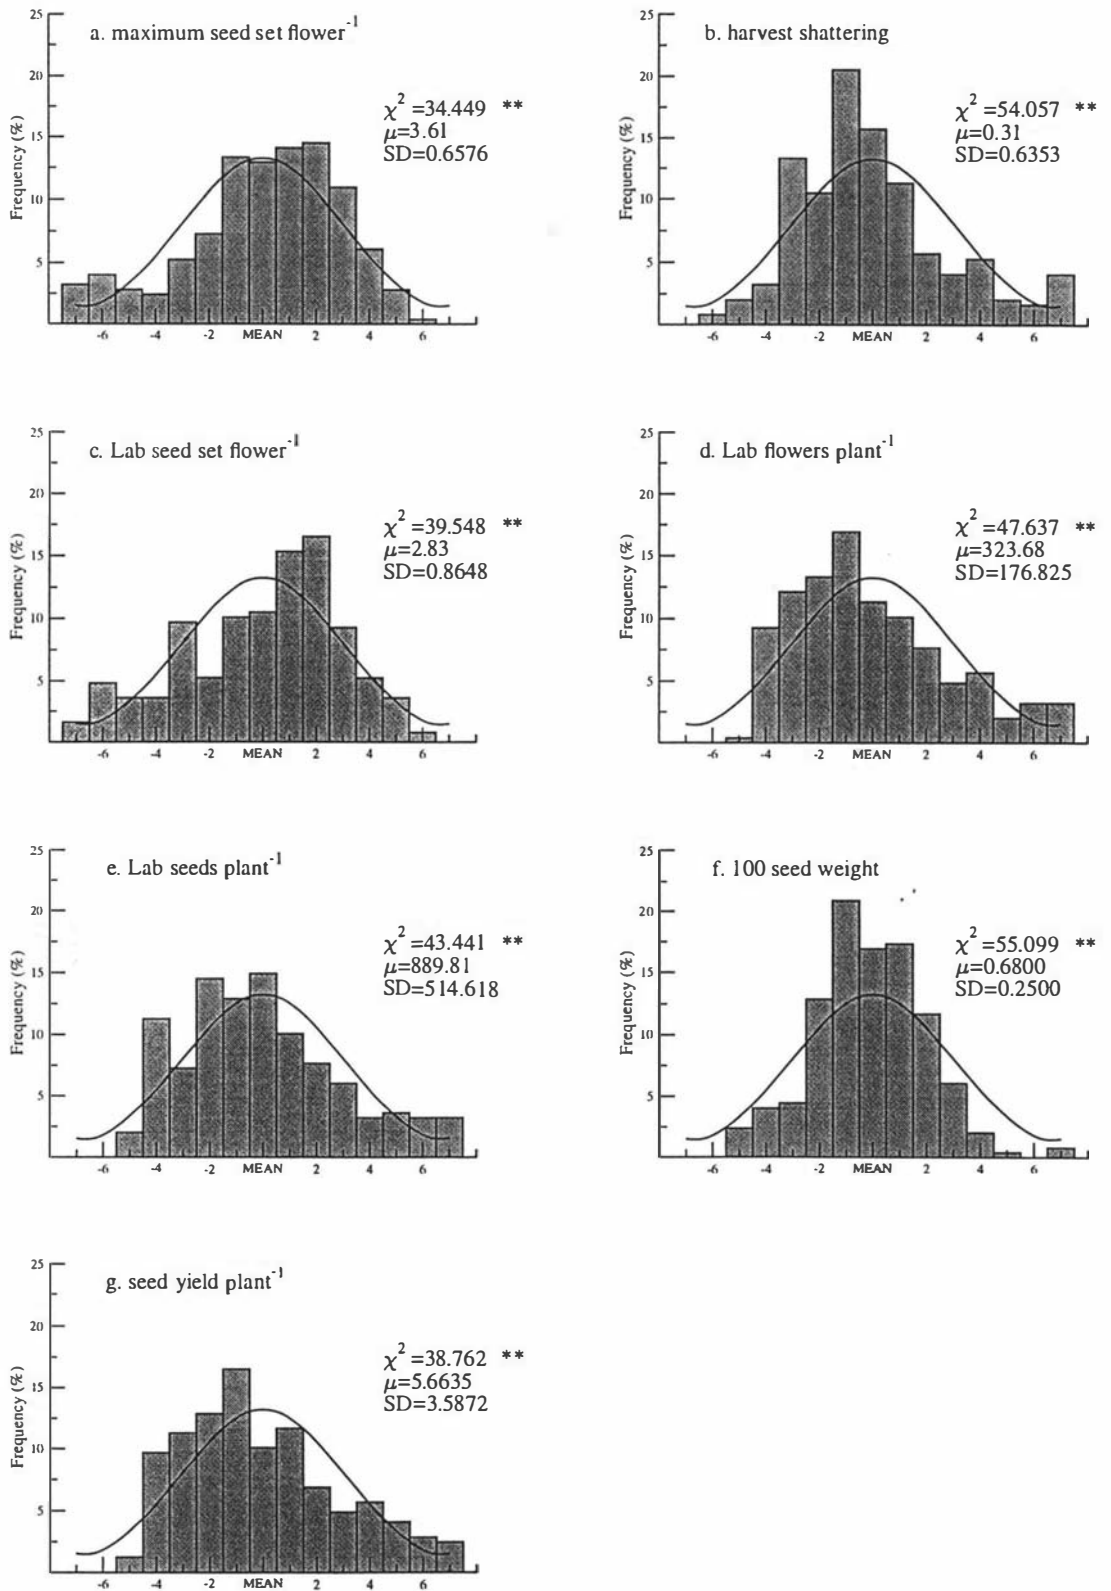 a. maximum seed set flower⁻¹
χ² =34.449 **
μ=3.61
SD=0.6576
Frequency (%)
25
20
15
10
5
-6 -4 -2 MEAN 2 4 6
b. harvest shattering
χ² =54.057 **
μ=0.31
SD=0.6353
Frequency (%)
25
20
15
10
5
-6 -4 -2 MEAN 2 4 6
c. Lab seed set flower⁻¹
χ² =39.548 **
μ=2.83
SD=0.8648
Frequency (%)
25
20
15
10
5
-6 -4 -2 MEAN 2 4 6
d. Lab flowers plant⁻¹
χ² =47.637 **
μ=323.68
SD=176.825
Frequency (%)
25
20
15
10
5
-6 -4 -2 MEAN 2 4 6
e. Lab seeds plant⁻¹
χ² =43.441 **
μ=889.81
SD=514.618
Frequency (%)
25
20
15
10
5
-6 -4 -2 MEAN 2 4 6
f. 100 seed weight
χ² =55.099 **
μ=0.6800
SD=0.2500
Frequency (%)
25
20
15
10
5
-6 -4 -2 MEAN 2 4 6
g. seed yield plant⁻¹
χ² =38.762 **
μ=5.6635
SD=3.5872
Frequency (%)
25
20
15
10
5
-6 -4 -2 MEAN 2 4 6